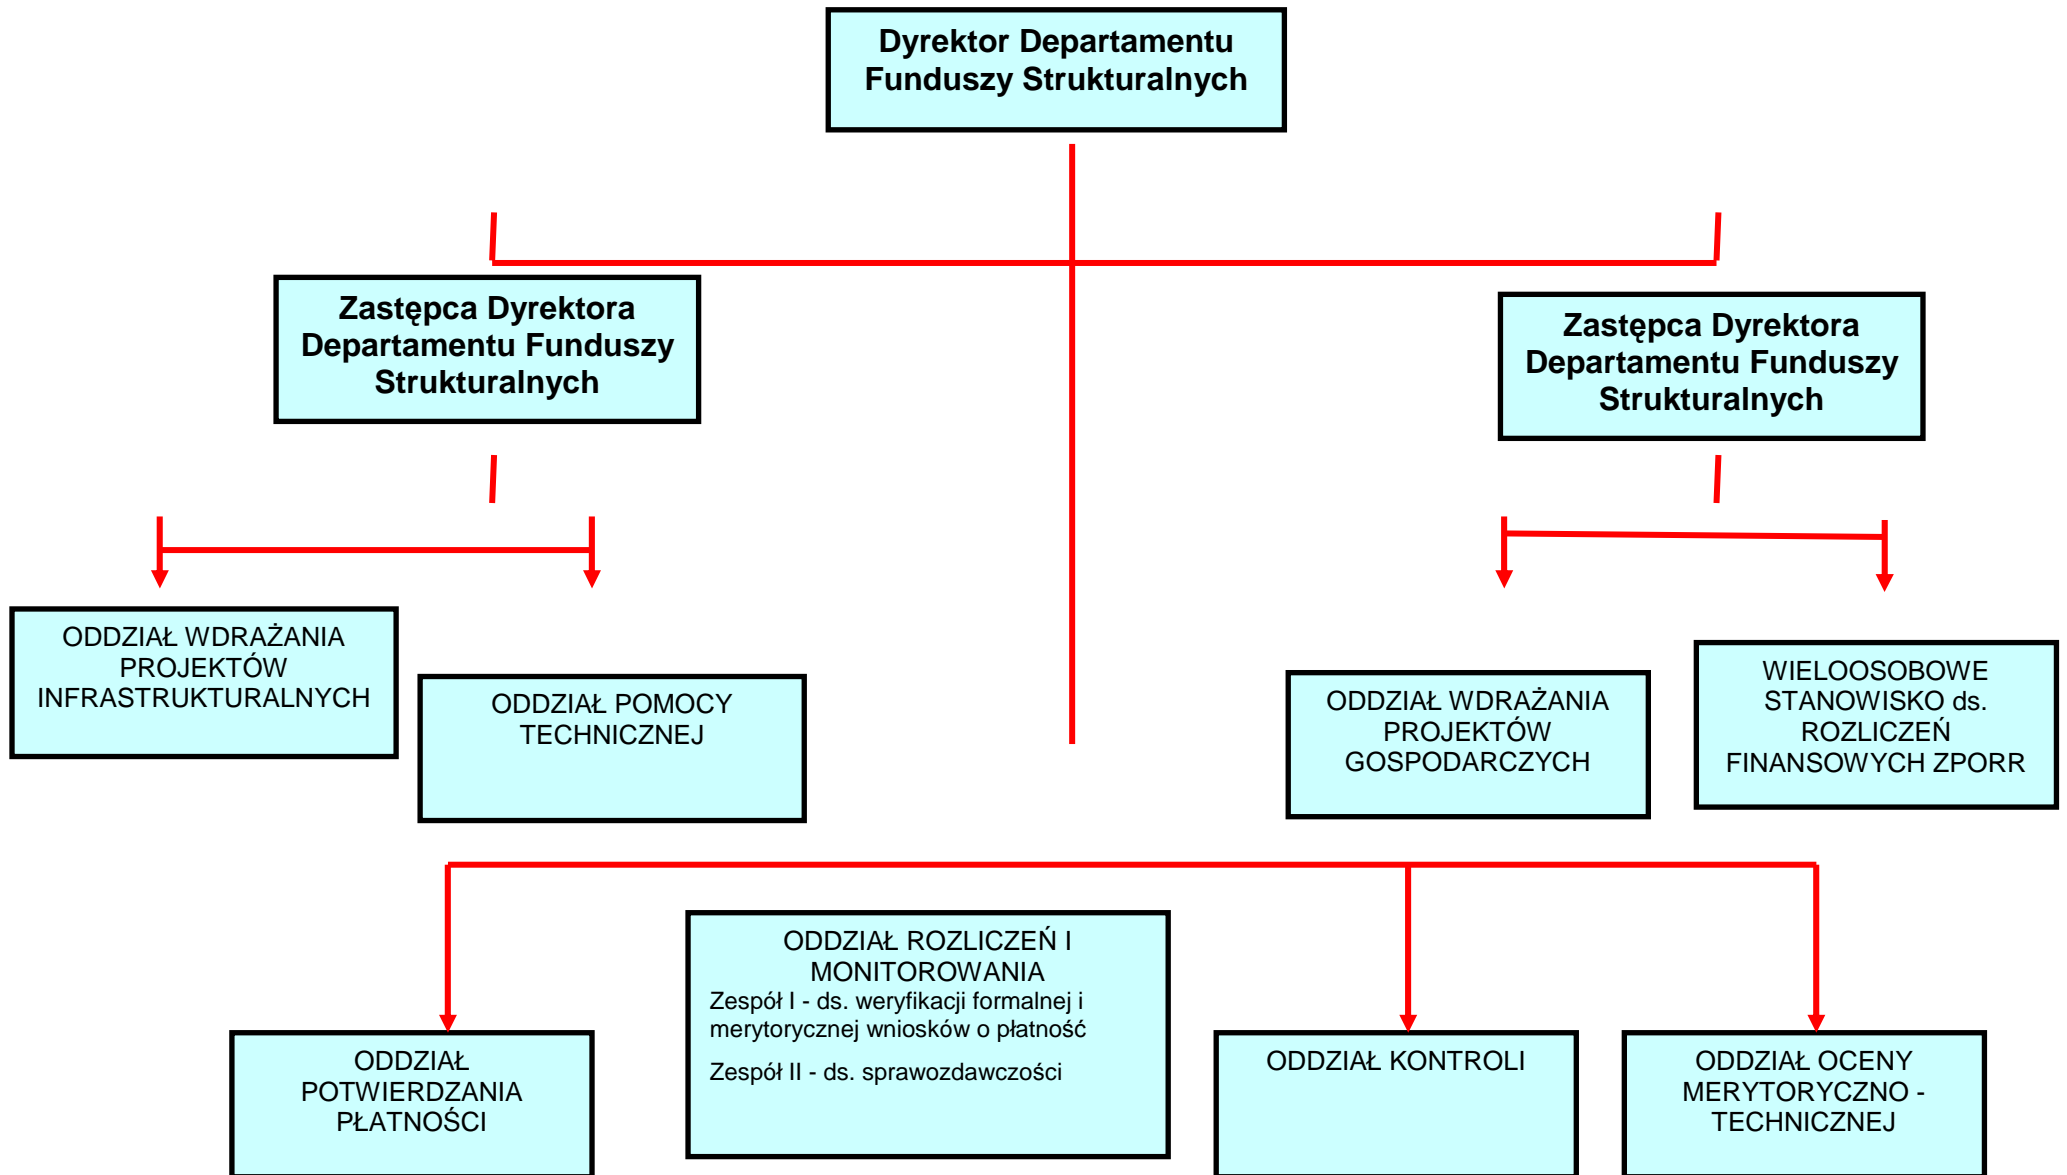 Dyrektor Departamentu
Funduszy Strukturalnych
Zastępca Dyrektora
Departamentu Funduszy
Strukturalnych
Zastępca Dyrektora
Departamentu Funduszy
Strukturalnych
ODDZIAŁ WDRAŻANIA
PROJEKTÓW
INFRASTRUKTURALNYCH
ODDZIAŁ POMOCY
TECHNICZNEJ
ODDZIAŁ WDRAŻANIA
PROJEKTÓW
GOSPODARCZYCH
WIELOOSOBOWE
STANOWISKO ds.
ROZLICZEŃ
FINANSOWYCH ZPORR
ODDZIAŁ
POTWIERDZANIA
PŁATNOŚCI
ODDZIAŁ ROZLICZEŃ I
MONITOROWANIA
Zespół I - ds. weryfikacji formalnej i
merytorycznej wniosków o płatność
Zespół II - ds. sprawozdawczości
ODDZIAŁ KONTROLI
ODDZIAŁ OCENY
MERYTORYCZNO -
TECHNICZNEJ